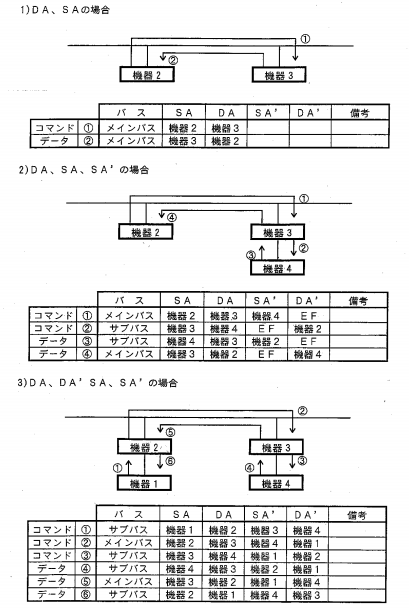 1)DA、SAの場合
①
②
機器2 機器3
バス SA DA SA' DA' 備考
コマンド ① メインバス 機器2 機器3
データ ② メインバス 機器3 機器2
2)DA、SA、SA'の場合
①
④
機器2 機器3
③ ②
機器4
バス SA DA SA' DA' 備考
コマンド ① メインバス 機器2 機器3 機器4 EF
コマンド ② サブバス 機器3 機器4 EF 機器2
データ ③ サブバス 機器4 機器3 機器2 EF
データ ④ メインバス 機器3 機器2 EF 機器4
3)DA、DA'SA、SA'の場合
②
⑤
機器2 機器3
① ⑥ ④ ③
機器1 機器4
バス SA DA SA' DA' 備考
コマンド ① サブバス 機器1 機器2 機器3 機器4
コマンド ② メインバス 機器2 機器3 機器4 機器1
コマンド ③ サブバス 機器3 機器4 機器1 機器2
データ ④ サブバス 機器4 機器3 機器2 機器1
データ ⑤ メインバス 機器3 機器2 機器1 機器4
データ ⑥ サブバス 機器2 機器1 機器4 機器3